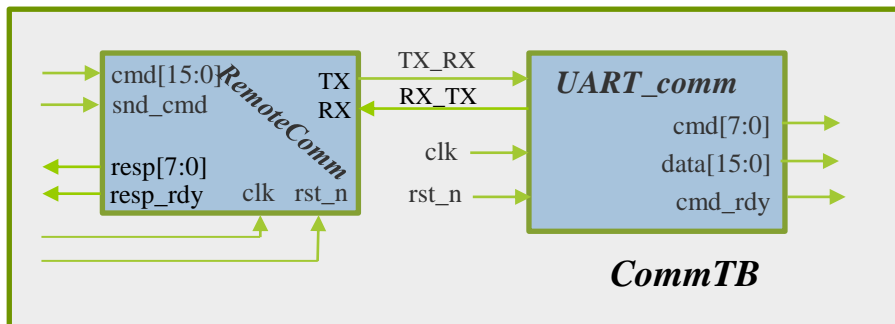 cmd[15:0]
snd_cmd
resp[7:0]
resp_rdy
RemoteComm
TX
RX
clk rst_n
TX_RX
RX_TX
clk
rst_n
UART_comm
cmd[7:0]
data[15:0]
cmd_rdy
CommTB